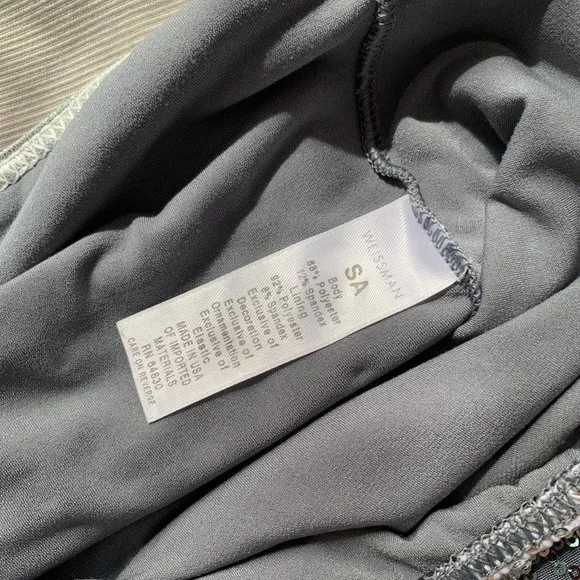 WEISSMAN
SA
Body
88% Polyester
12% Spandex
Lining
92% Polyester
8% Spandex
Exclusive of
Decoration
Exclusive of
Ornamentation
Exclusive of
Elastic
MADE IN USA
OF IMPORTED
MATERIALS
RN 64830
CARE ON REVERSE